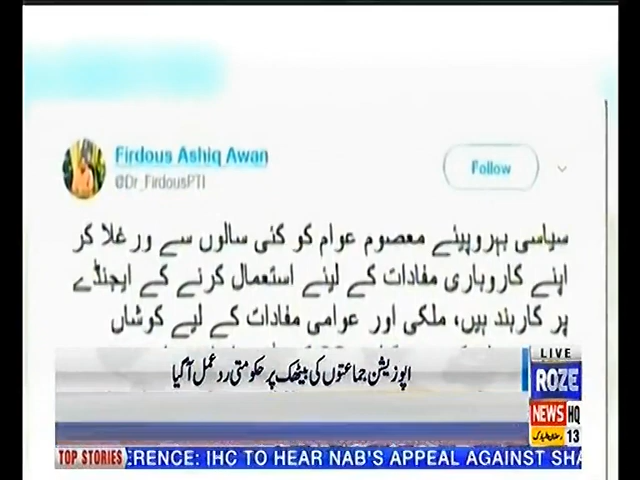 Firdous Ashiq Awan
@Dr_FirdousPTI
Follow
سیاسی بہروپیئے معصوم عوام کو کئی سالوں سے ورغلا کر
اپنے کاروباری مفادات کے لیئے استعمال کرنے کے ایجنڈے
پر کاربند ہیں، ملکی اور عوامی مفادات کے لیے کوشاں
اپوزیشن جماعتوں کی بیٹھک پر حکومتی ردعمل آگیا
LIVE
ROZE
NEWS HQ
13
TOP STORIES
ERENCE: IHC TO HEAR NAB'S APPEAL AGAINST SHA